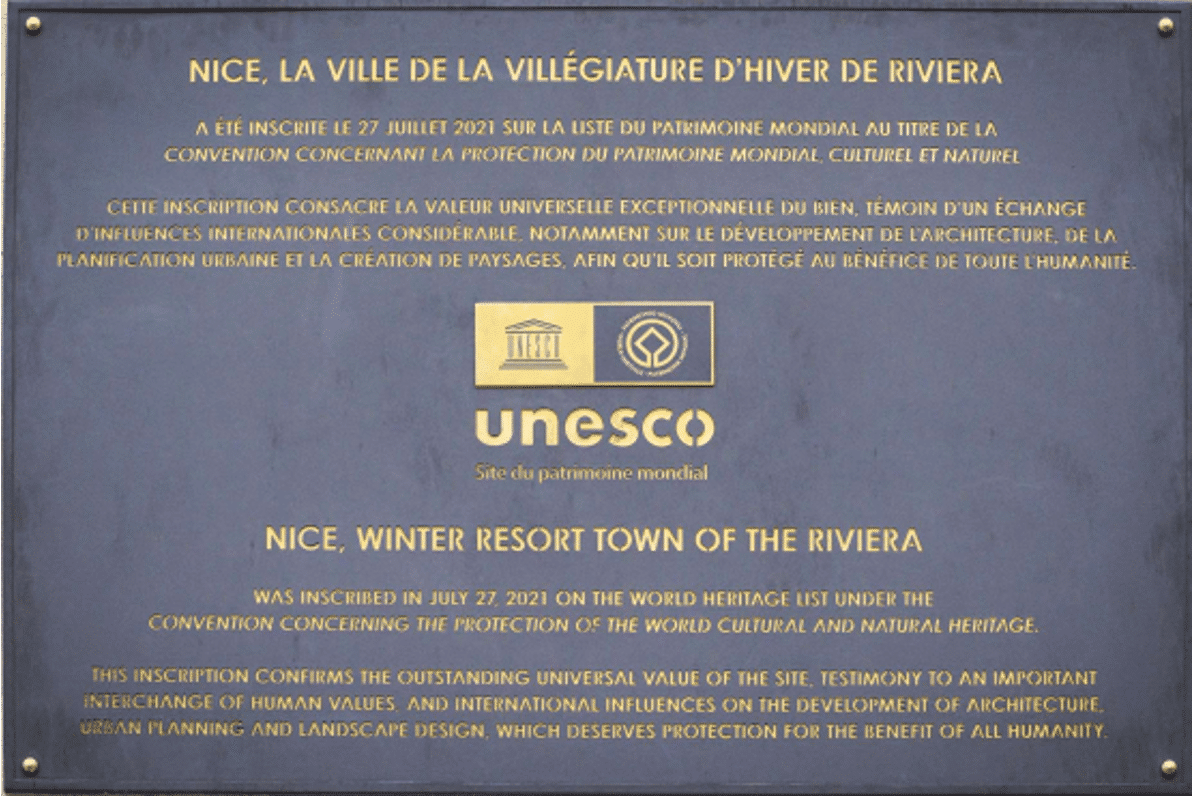 NICE, LA VILLE DE LA VILLÉGIATURE D'HIVER DE RIVIERA
A ÉTÉ INSCRITE LE 27 JUILLET 2021 SUR LA LISTE DU PATRIMOINE MONDIAL AU TITRE DE LA
CONVENTION CONCERNANT LA PROTECTION DU PATRIMOINE MONDIAL, CULTUREL ET NATUREL
CETTE INSCRIPTION CONSACRE LA VALEUR UNIVERSELLE EXCEPTIONNELLE DU BIEN, TÉMOIN D'UN ÉCHANGE
D'INFLUENCES INTERNATIONALES CONSIDÉRABLE, NOTAMMENT SUR LE DÉVELOPPEMENT DE L'ARCHITECTURE, DE LA
PLANIFICATION URBAINE ET LA CRÉATION DE PAYSAGES, AFIN QU'IL SOIT PROTÉGÉ AU BÉNÉFICE DE TOUTE L'HUMANITÉ.
unesco
Site du patrimoine mondial
NICE, WINTER RESORT TOWN OF THE RIVIERA
WAS INSCRIBED IN JULY 27, 2021 ON THE WORLD HERITAGE LIST UNDER THE
CONVENTION CONCERNING THE PROTECTION OF THE WORLD CULTURAL AND NATURAL HERITAGE.
THIS INSCRIPTION CONFIRMS THE OUTSTANDING UNIVERSAL VALUE OF THE SITE, TESTIMONY TO AN IMPORTANT
INTERCHANGE OF HUMAN VALUES, AND INTERNATIONAL INFLUENCES ON THE DEVELOPMENT OF ARCHITECTURE,
URBAN PLANNING AND LANDSCAPE DESIGN, WHICH DESERVES PROTECTION FOR THE BENEFIT OF ALL HUMANITY.